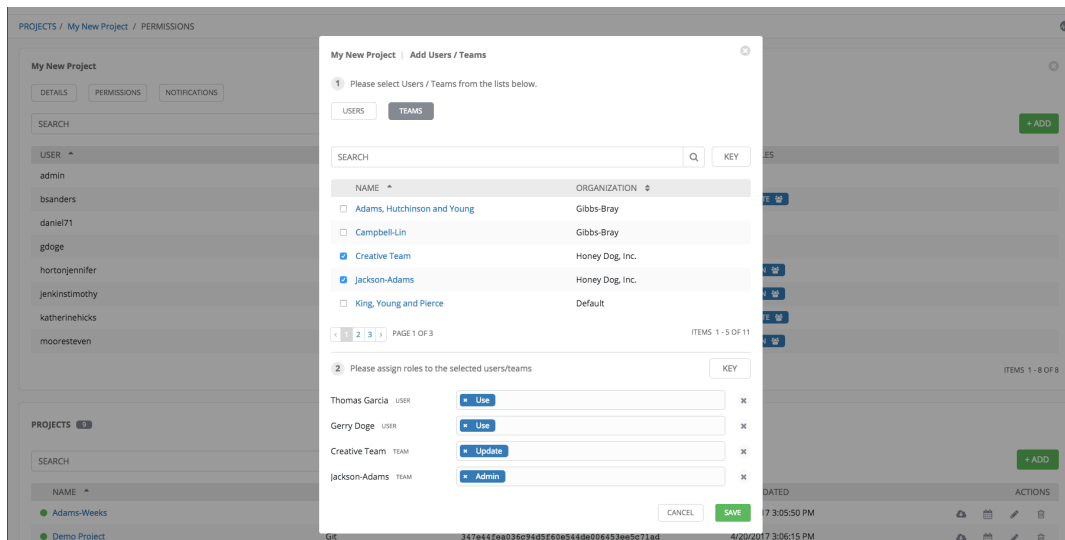 PROJECTS / My New Project / PERMISSIONS
My New Project
DETAILS PERMISSIONS NOTIFICATIONS
SEARCH
+ ADD
USER
admin
bsanders
daniel71
gdoge
hortonjennifer
jenkinstimothy
katherinehicks
mooresteven
ITEMS 1 - 8 OF 8
My New Project | Add Users / Teams
1 Please select Users / Teams from the lists below.
USERS TEAMS
SEARCH KEY
NAME ORGANIZATION
Adams, Hutchinson and Young Gibbs-Bray
Campbell-Lin Gibbs-Bray
Creative Team Honey Dog, Inc.
Jackson-Adams Honey Dog, Inc.
King, Young and Pierce Default
1 2 3 PAGE 1 OF 3 ITEMS 1 - 5 OF 11
2 Please assign roles to the selected users/teams KEY
Thomas Garcia USER Use
Gerry Doge USER Use
Creative Team TEAM Update
Jackson-Adams TEAM Admin
CANCEL SAVE
PROJECTS 9
SEARCH
+ ADD
NAME ACTIONS
Adams-Weeks 3:05:50 PM
Demo Project Git 347e44fea036c94d5f60e544de006453ee5c71ad 4/20/2017 3:06:15 PM